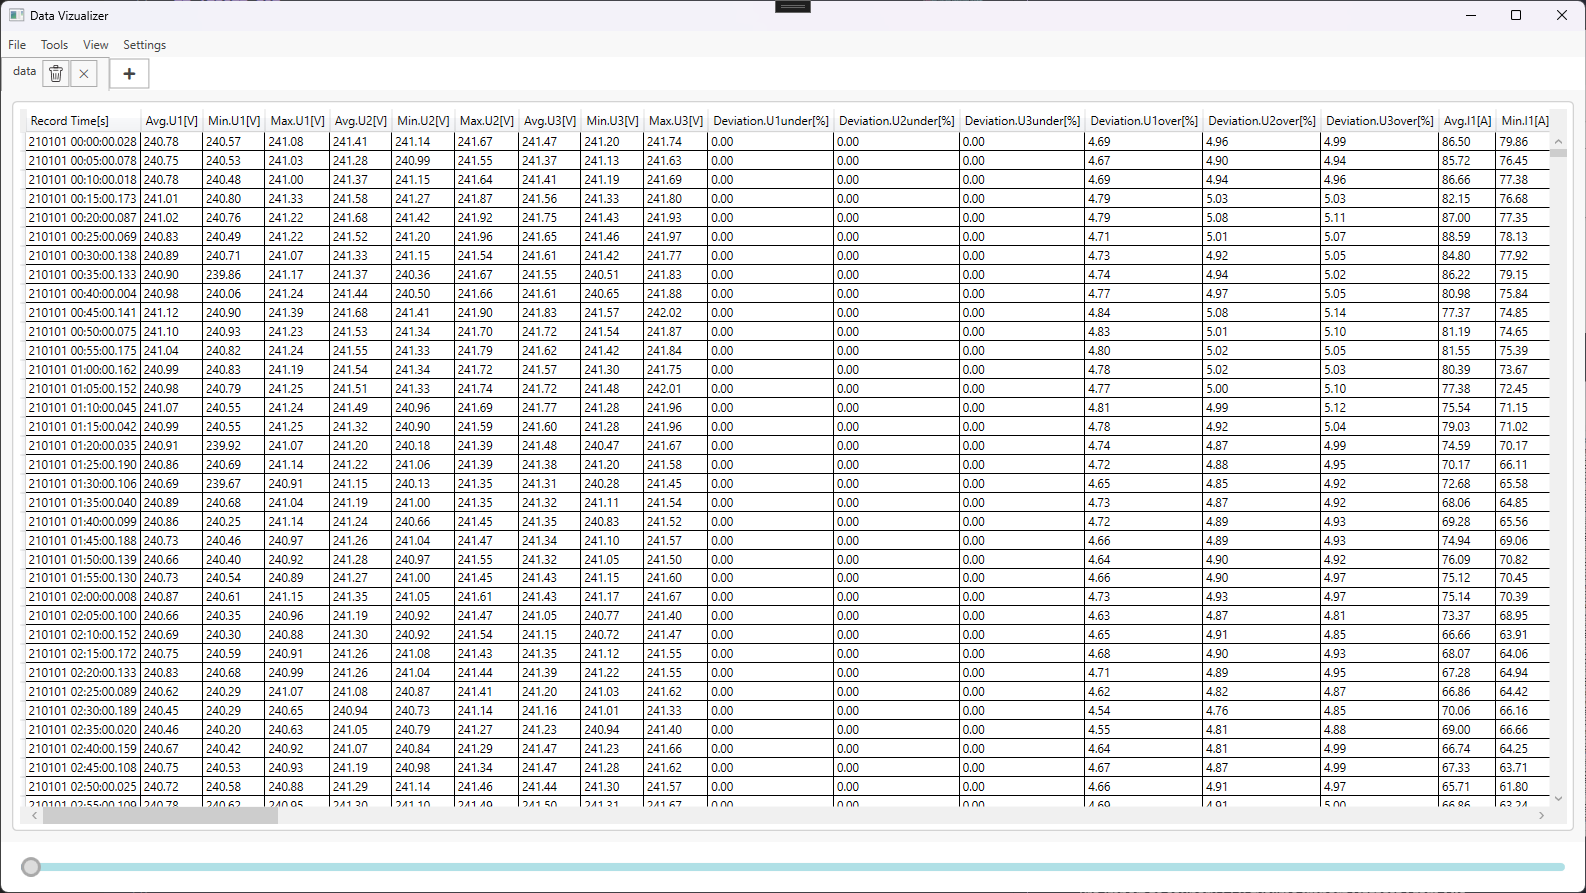 Data Vizualizer
File Tools View Settings
data
Record Time[s] Avg.U1[V] Min.U1[V] Max.U1[V] Avg.U2[V] Min.U2[V] Max.U2[V] Avg.U3[V] Min.U3[V] Max.U3[V] Deviation.U1under[%] Deviation.U2under[%] Deviation.U3under[%] Deviation.U1over[%] Deviation.U2over[%] Deviation.U3over[%] Avg.I1[A] Min.I1[A]
210101 00:00:00.028 240.78 240.57 241.08 241.41 241.14 241.67 241.47 241.20 241.74 0.00 0.00 0.00 4.69 4.96 4.99 86.50 79.86
210101 00:05:00.078 240.75 240.53 241.03 241.28 240.99 241.55 241.37 241.13 241.63 0.00 0.00 0.00 4.67 4.90 4.94 85.72 76.45
210101 00:10:00.018 240.78 240.48 241.00 241.37 241.15 241.64 241.41 241.19 241.69 0.00 0.00 0.00 4.69 4.94 4.96 86.66 77.38
210101 00:15:00.173 241.01 240.80 241.33 241.58 241.27 241.87 241.56 241.33 241.80 0.00 0.00 0.00 4.79 5.03 5.03 82.15 76.68
210101 00:20:00.087 241.02 240.76 241.22 241.68 241.42 241.92 241.75 241.43 241.93 0.00 0.00 0.00 4.79 5.08 5.11 87.00 77.35
210101 00:25:00.069 240.83 240.49 241.22 241.52 241.20 241.96 241.65 241.46 241.97 0.00 0.00 0.00 4.71 5.01 5.07 88.59 78.13
210101 00:30:00.138 240.89 240.71 241.07 241.33 241.15 241.54 241.61 241.42 241.77 0.00 0.00 0.00 4.73 4.92 5.05 84.80 77.92
210101 00:35:00.133 240.90 239.86 241.17 241.37 240.36 241.67 241.55 240.51 241.83 0.00 0.00 0.00 4.74 4.94 5.02 86.22 79.15
210101 00:40:00.004 240.98 240.06 241.24 241.44 240.50 241.66 241.61 240.65 241.88 0.00 0.00 0.00 4.77 4.97 5.05 80.98 75.84
210101 00:45:00.141 241.12 240.90 241.39 241.68 241.41 241.90 241.83 241.57 242.02 0.00 0.00 0.00 4.84 5.08 5.14 77.37 74.85
210101 00:50:00.075 241.10 240.93 241.23 241.53 241.34 241.70 241.72 241.54 241.87 0.00 0.00 0.00 4.83 5.01 5.10 81.19 74.65
210101 00:55:00.175 241.04 240.82 241.24 241.55 241.33 241.79 241.62 241.42 241.84 0.00 0.00 0.00 4.80 5.02 5.05 81.55 75.39
210101 01:00:00.162 240.99 240.83 241.19 241.54 241.34 241.72 241.57 241.30 241.75 0.00 0.00 0.00 4.78 5.02 5.03 80.39 73.67
210101 01:05:00.152 240.98 240.79 241.25 241.51 241.33 241.74 241.72 241.48 242.01 0.00 0.00 0.00 4.77 5.00 5.10 77.38 72.45
210101 01:10:00.045 241.07 240.55 241.24 241.49 240.96 241.69 241.77 241.28 241.96 0.00 0.00 0.00 4.81 4.99 5.12 75.54 71.15
210101 01:15:00.042 240.99 240.55 241.25 241.32 240.90 241.59 241.60 241.28 241.96 0.00 0.00 0.00 4.78 4.92 5.04 79.03 71.02
210101 01:20:00.035 240.91 239.92 241.07 241.20 240.18 241.39 241.48 240.47 241.67 0.00 0.00 0.00 4.74 4.87 4.99 74.59 70.17
210101 01:25:00.190 240.86 240.69 241.14 241.22 241.06 241.39 241.38 241.20 241.58 0.00 0.00 0.00 4.72 4.88 4.95 70.17 66.11
210101 01:30:00.106 240.69 239.67 240.91 241.15 240.13 241.35 241.31 240.28 241.45 0.00 0.00 0.00 4.65 4.85 4.92 72.68 65.58
210101 01:35:00.040 240.89 240.68 241.04 241.19 241.00 241.35 241.32 241.11 241.54 0.00 0.00 0.00 4.73 4.87 4.92 68.06 64.85
210101 01:40:00.099 240.86 240.25 241.14 241.24 240.66 241.45 241.35 240.83 241.52 0.00 0.00 0.00 4.72 4.89 4.93 69.28 65.56
210101 01:45:00.188 240.73 240.46 240.97 241.26 241.04 241.47 241.34 241.10 241.57 0.00 0.00 0.00 4.66 4.89 4.93 74.94 69.06
210101 01:50:00.139 240.66 240.40 240.92 241.28 240.97 241.55 241.32 241.05 241.50 0.00 0.00 0.00 4.64 4.90 4.92 76.09 70.82
210101 01:55:00.130 240.73 240.54 240.89 241.27 241.00 241.45 241.43 241.15 241.60 0.00 0.00 0.00 4.66 4.90 4.97 75.12 70.45
210101 02:00:00.008 240.87 240.61 241.15 241.35 241.05 241.61 241.43 241.17 241.67 0.00 0.00 0.00 4.73 4.93 4.97 75.14 70.39
210101 02:05:00.100 240.66 240.35 240.96 241.19 240.92 241.47 241.05 240.77 241.40 0.00 0.00 0.00 4.63 4.87 4.81 73.37 68.95
210101 02:10:00.152 240.69 240.30 240.88 241.30 240.92 241.54 241.15 240.72 241.47 0.00 0.00 0.00 4.65 4.91 4.85 66.66 63.91
210101 02:15:00.172 240.75 240.59 240.91 241.26 241.08 241.43 241.35 241.12 241.55 0.00 0.00 0.00 4.68 4.90 4.93 68.07 64.06
210101 02:20:00.133 240.83 240.68 240.99 241.26 241.04 241.44 241.39 241.22 241.55 0.00 0.00 0.00 4.71 4.89 4.95 67.28 64.94
210101 02:25:00.089 240.62 240.29 241.07 241.08 240.87 241.41 241.20 241.03 241.62 0.00 0.00 0.00 4.62 4.82 4.87 66.86 64.42
210101 02:30:00.189 240.45 240.29 240.65 240.94 240.73 241.14 241.16 241.01 241.33 0.00 0.00 0.00 4.54 4.76 4.85 70.06 66.16
210101 02:35:00.020 240.46 240.20 240.63 241.05 240.79 241.27 241.23 240.94 241.40 0.00 0.00 0.00 4.55 4.81 4.88 69.00 66.66
210101 02:40:00.159 240.67 240.42 240.92 241.07 240.84 241.29 241.47 241.23 241.66 0.00 0.00 0.00 4.64 4.81 4.99 66.74 64.25
210101 02:45:00.108 240.75 240.53 240.93 241.19 240.98 241.34 241.47 241.28 241.62 0.00 0.00 0.00 4.67 4.87 4.99 67.33 63.71
210101 02:50:00.025 240.72 240.58 240.88 241.29 241.14 241.46 241.44 241.30 241.57 0.00 0.00 0.00 4.66 4.91 4.97 65.71 61.80
210101 02:55:00.109 240.78 240.62 240.95 241.30 241.10 241.49 241.50 241.31 241.67 0.00 0.00 0.00 4.69 4.91 5.00 66.86 63.24